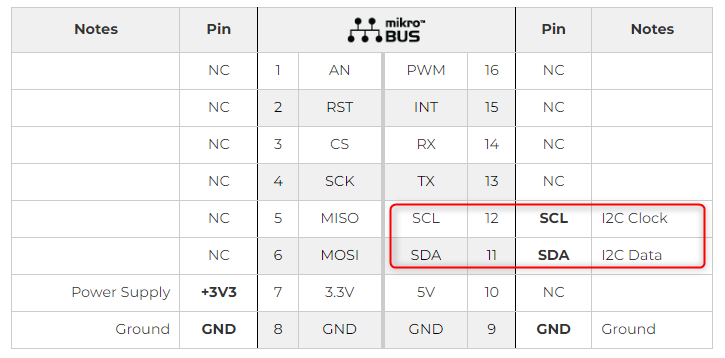 Notes Pin mikro™ BUS Pin Notes
NC 1 AN PWM 16 NC
NC 2 RST INT 15 NC
NC 3 CS RX 14 NC
NC 4 SCK TX 13 NC
NC 5 MISO SCL 12 SCL I2C Clock
NC 6 MOSI SDA 11 SDA I2C Data
Power Supply +3V3 7 3.3V 5V 10 NC
Ground GND 8 GND GND 9 GND Ground